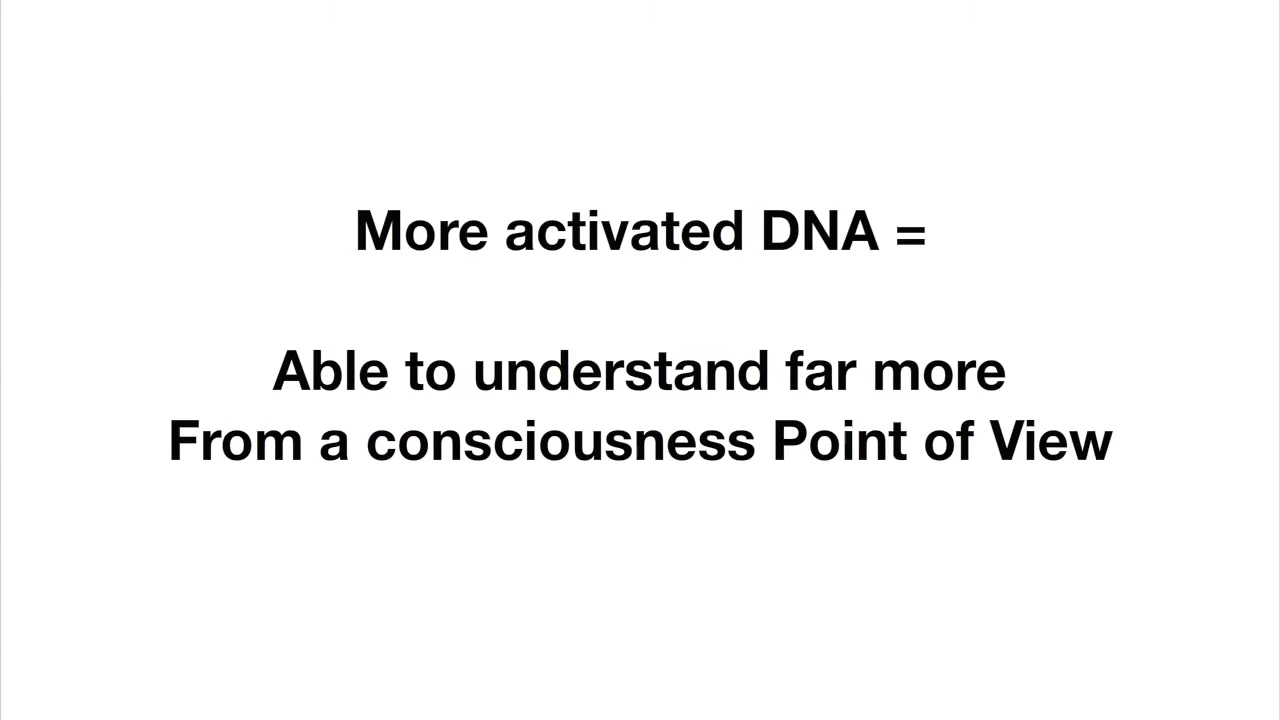 More activated DNA =
Able to understand far more
From a consciousness Point of View